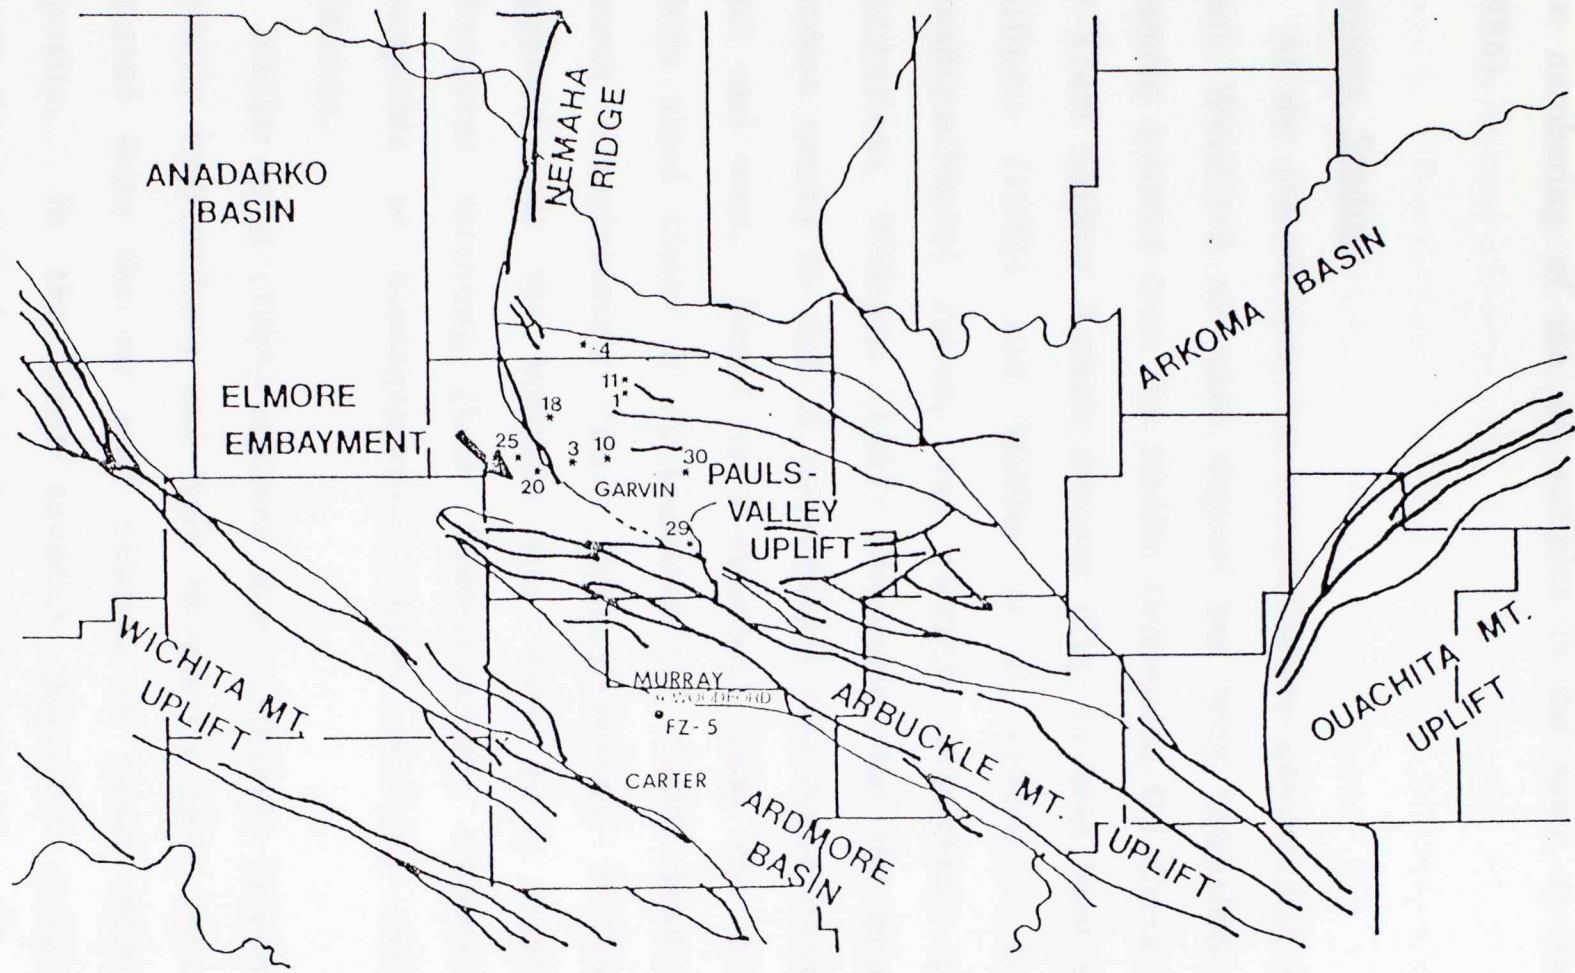 NEMAHA
RIDGE
ANADARKO
BASIN
ARKOMA
BASIN
4
11
1
ELMORE
EMBAYMENT
18
25
20
3
10
30
GARVIN
PAULS-
VALLEY
UPLIFT
29
WICHITA MT.
UPLIFT
MURRAY
WOODFORD
FZ-5
CARTER
ARBUCKLE MT.
UPLIFT
ARDMORE
BASIN
OUACHITA MT.
UPLIFT